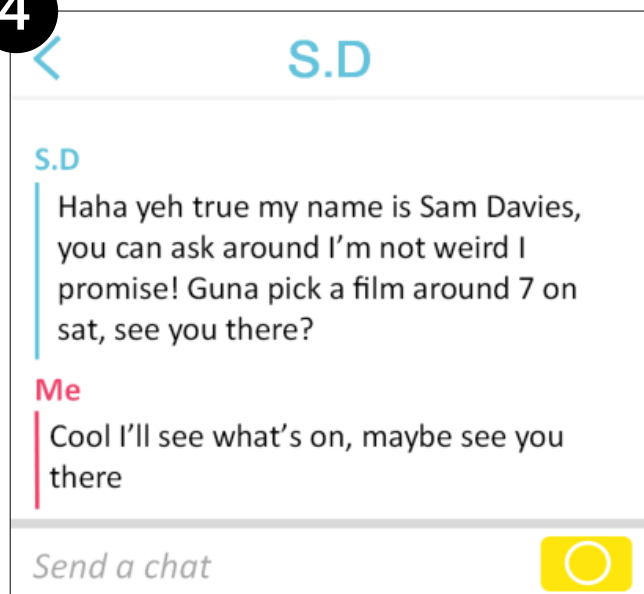 4
S.D
S.D
Haha yeh true my name is Sam Davies,
you can ask around I’m not weird I
promise! Guna pick a film around 7 on
sat, see you there?
Me
Cool I’ll see what’s on, maybe see you
there
Send a chat